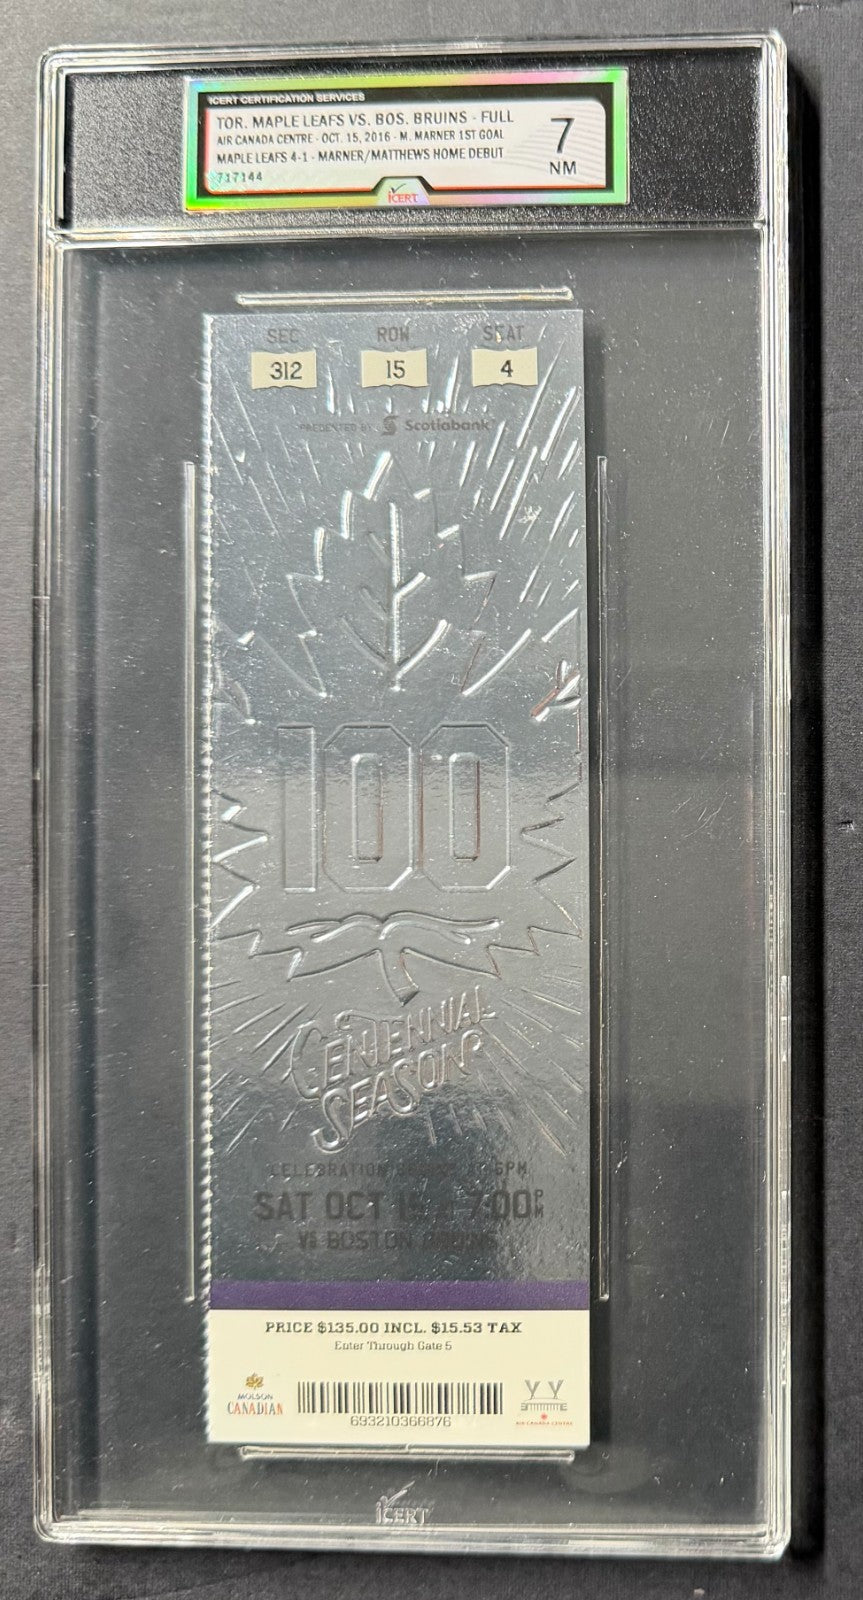 ICERT CERTIFICATION SERVICES
TOR. MAPLE LEAFS VS. BOS. BRUINS - FULL
AIR CANADA CENTRE - OCT. 15, 2016 - M. MARNER 1ST GOAL
MAPLE LEAFS 4-1 - MARNER/MATTHEWS HOME DEBUT
717144
7
NM
iCERT
SEC ROW SEAT
312 15 4
PRESENTED BY Scotiabank
100
CENTENNIAL
SEASON
CELEBRATION
SAT OCT 15 7:00PM
VS BOSTON BRUINS
PRICE $135.00 INCL. $15.53 TAX
Enter Through Gate 5
MOLSON
CANADIAN
693210366876
AIR CANADA CENTRE
iCERT